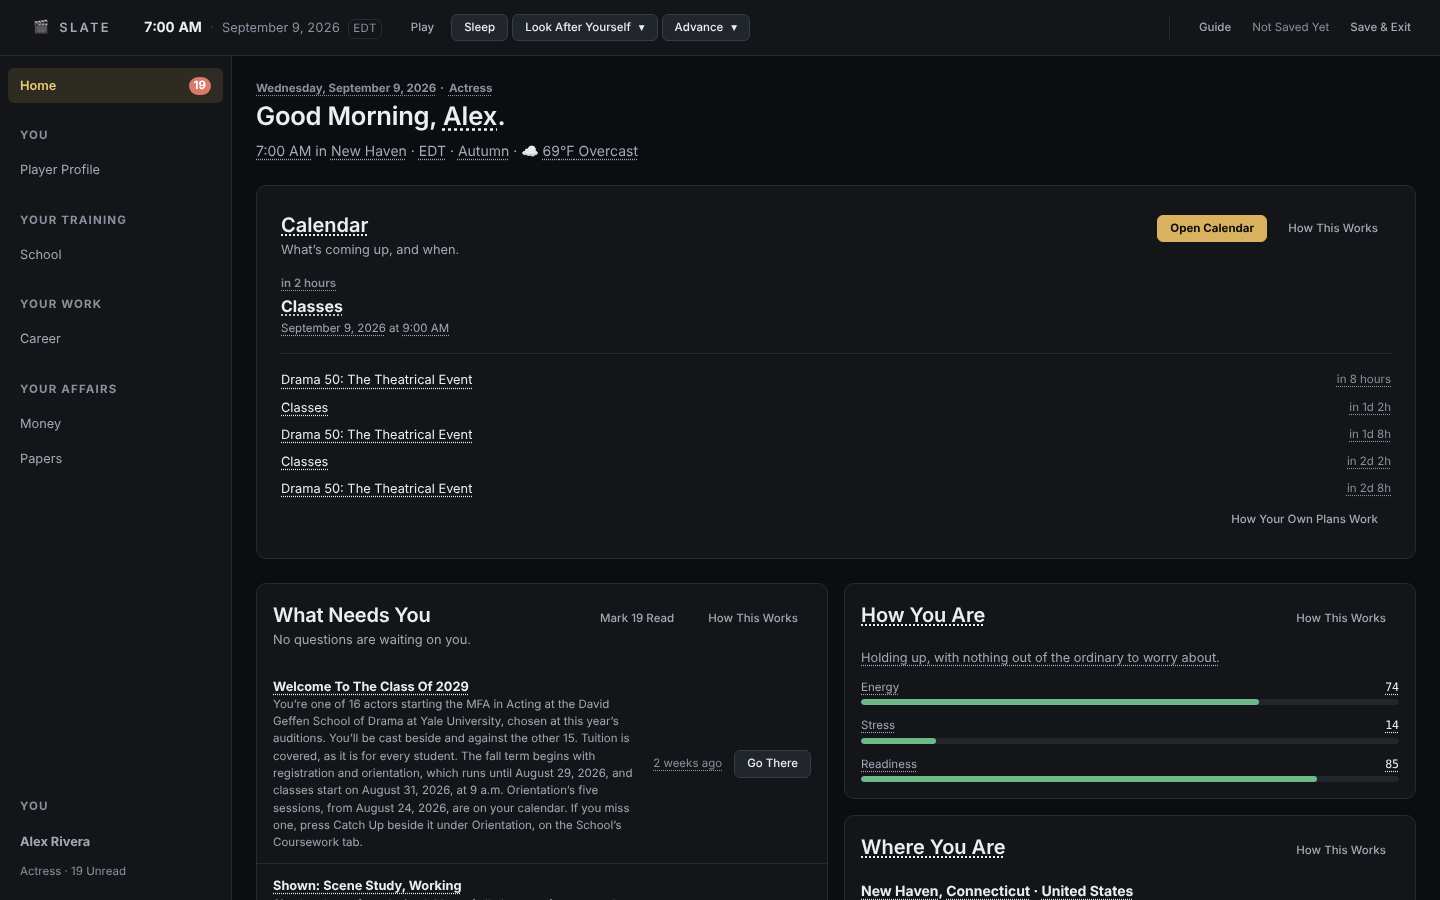 SLATE
7:00 AM · September 9, 2026 EDT
Play
Sleep
Look After Yourself ▾
Advance ▾
Guide
Not Saved Yet
Save & Exit
Home
19
YOU
Player Profile
YOUR TRAINING
School
YOUR WORK
Career
YOUR AFFAIRS
Money
Papers
YOU
Alex Rivera
Actress · 19 Unread
Wednesday, September 9, 2026 · Actress
Good Morning, Alex.
7:00 AM in New Haven · EDT · Autumn · 69°F Overcast
Calendar
What's coming up, and when.
Open Calendar
How This Works
in 2 hours
Classes
September 9, 2026 at 9:00 AM
Drama 50: The Theatrical Event in 8 hours
Classes in 1d 2h
Drama 50: The Theatrical Event in 1d 8h
Classes in 2d 2h
Drama 50: The Theatrical Event in 2d 8h
How Your Own Plans Work
What Needs You
Mark 19 Read
How This Works
No questions are waiting on you.
Welcome To The Class Of 2029
You're one of 16 actors starting the MFA in Acting at the David
Geffen School of Drama at Yale University, chosen at this year's
auditions. You'll be cast beside and against the other 15. Tuition is
covered, as it is for every student. The fall term begins with
registration and orientation, which runs until August 29, 2026, and
classes start on August 31, 2026, at 9 a.m. Orientation's five
sessions, from August 24, 2026, are on your calendar. If you miss
one, press Catch Up beside it under Orientation, on the School's
Coursework tab.
2 weeks ago
Go There
Shown: Scene Study, Working
How You Are
How This Works
Holding up, with nothing out of the ordinary to worry about.
Energy 74
Stress 14
Readiness 85
Where You Are
How This Works
New Haven, Connecticut · United States